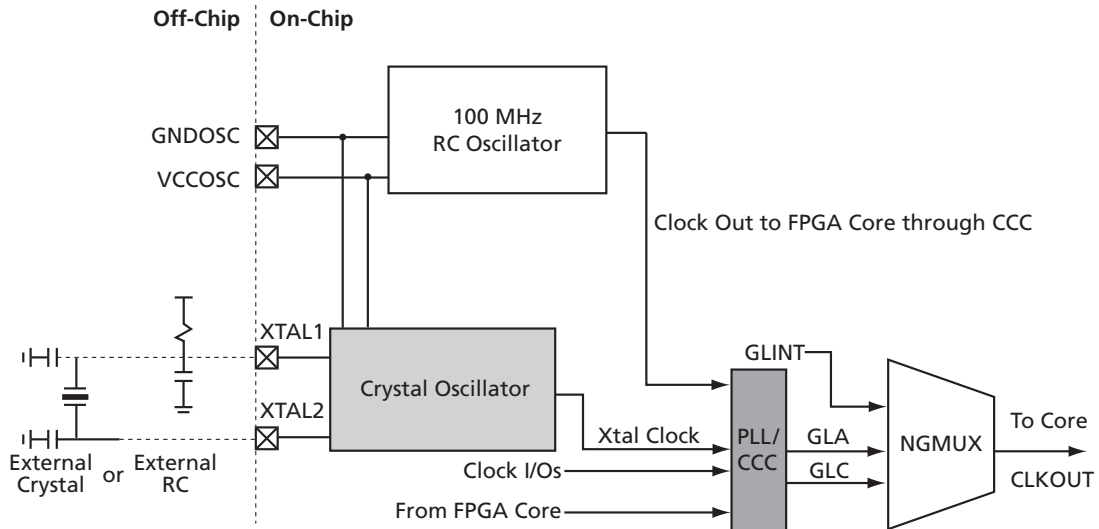 Off-Chip
On-Chip
100 MHz
RC Oscillator
GNDOSC
VCCOSC
Clock Out to FPGA Core through CCC
XTAL1
GLINT
Crystal Oscillator
XTAL2
Xtal Clock
PLL/
CCC
GLA
NGMUX
To Core
GLC
CLKOUT
Clock I/Os
External
Crystal
or
External
RC
From FPGA Core